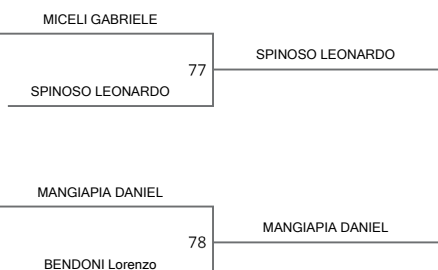 MICELI GABRIELE
SPINOSO LEONARDO
77
SPINOSO LEONARDO
MANGIAPIA DANIEL
MANGIAPIA DANIEL
78
BENDONI Lorenzo